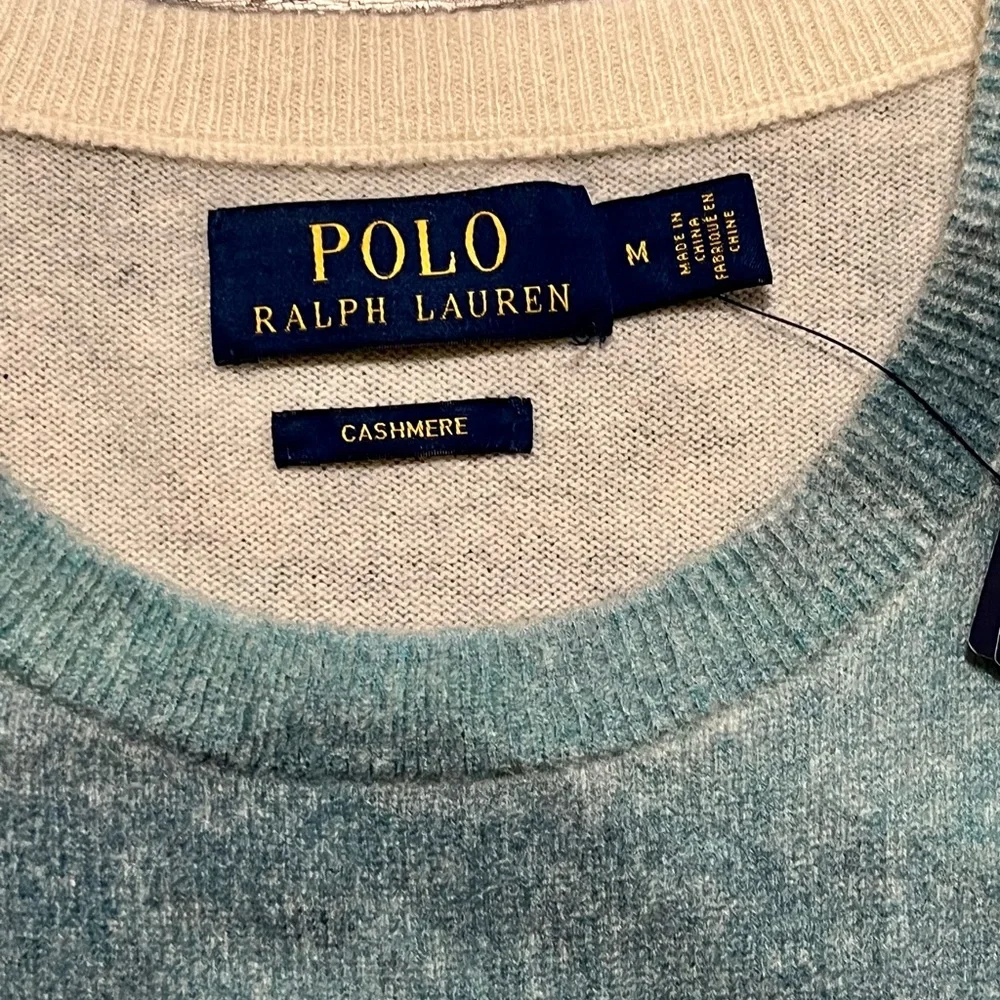 POLO
RALPH LAUREN
M
MADE IN
CHINA
FABRIQUÉ EN
CHINE
CASHMERE